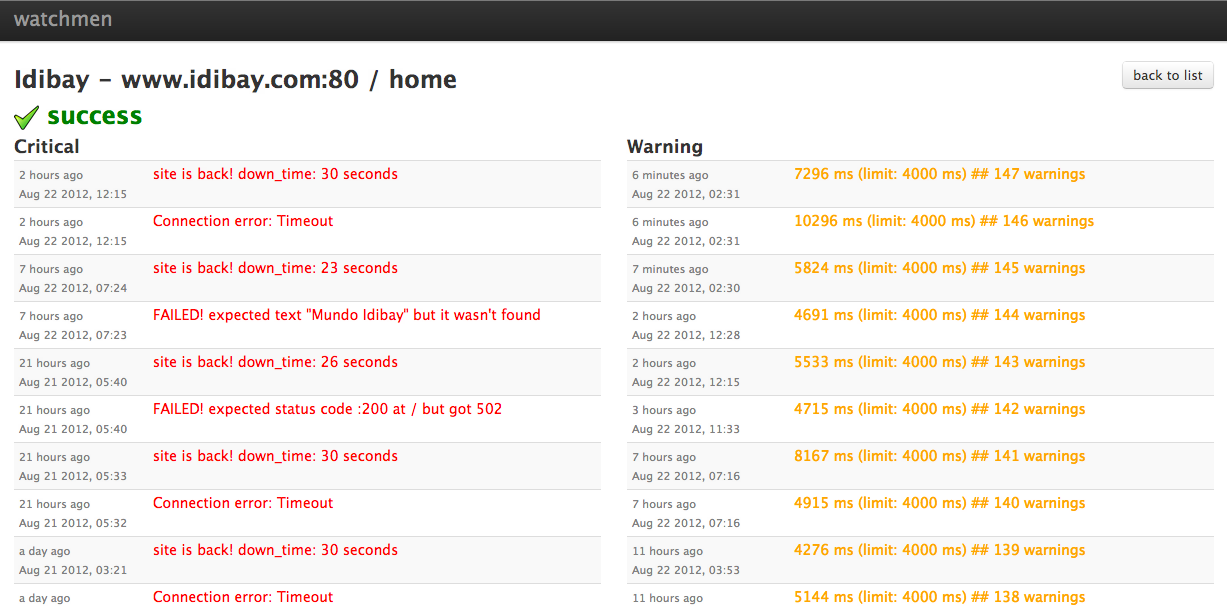 watchmen
Idibay - www.idibay.com:80 / home
back to list
success
Critical
2 hours ago
site is back! down_time: 30 seconds
Aug 22 2012, 12:15
2 hours ago
Connection error: Timeout
Aug 22 2012, 12:15
7 hours ago
site is back! down_time: 23 seconds
Aug 22 2012, 07:24
7 hours ago
FAILED! expected text "Mundo Idibay" but it wasn't found
Aug 22 2012, 07:23
21 hours ago
site is back! down_time: 26 seconds
Aug 21 2012, 05:40
21 hours ago
FAILED! expected status code :200 at / but got 502
Aug 21 2012, 05:40
21 hours ago
site is back! down_time: 30 seconds
Aug 21 2012, 05:33
21 hours ago
Connection error: Timeout
Aug 21 2012, 05:32
a day ago
site is back! down_time: 30 seconds
Aug 21 2012, 03:21
a day ago
Connection error: Timeout
Warning
6 minutes ago
7296 ms (limit: 4000 ms) ## 147 warnings
Aug 22 2012, 02:31
6 minutes ago
10296 ms (limit: 4000 ms) ## 146 warnings
Aug 22 2012, 02:31
7 minutes ago
5824 ms (limit: 4000 ms) ## 145 warnings
Aug 22 2012, 02:30
2 hours ago
4691 ms (limit: 4000 ms) ## 144 warnings
Aug 22 2012, 12:28
2 hours ago
5533 ms (limit: 4000 ms) ## 143 warnings
Aug 22 2012, 12:15
3 hours ago
4715 ms (limit: 4000 ms) ## 142 warnings
Aug 22 2012, 11:33
7 hours ago
8167 ms (limit: 4000 ms) ## 141 warnings
Aug 22 2012, 07:16
7 hours ago
4915 ms (limit: 4000 ms) ## 140 warnings
Aug 22 2012, 07:16
11 hours ago
4276 ms (limit: 4000 ms) ## 139 warnings
Aug 22 2012, 03:53
11 hours ago
5144 ms (limit: 4000 ms) ## 138 warnings